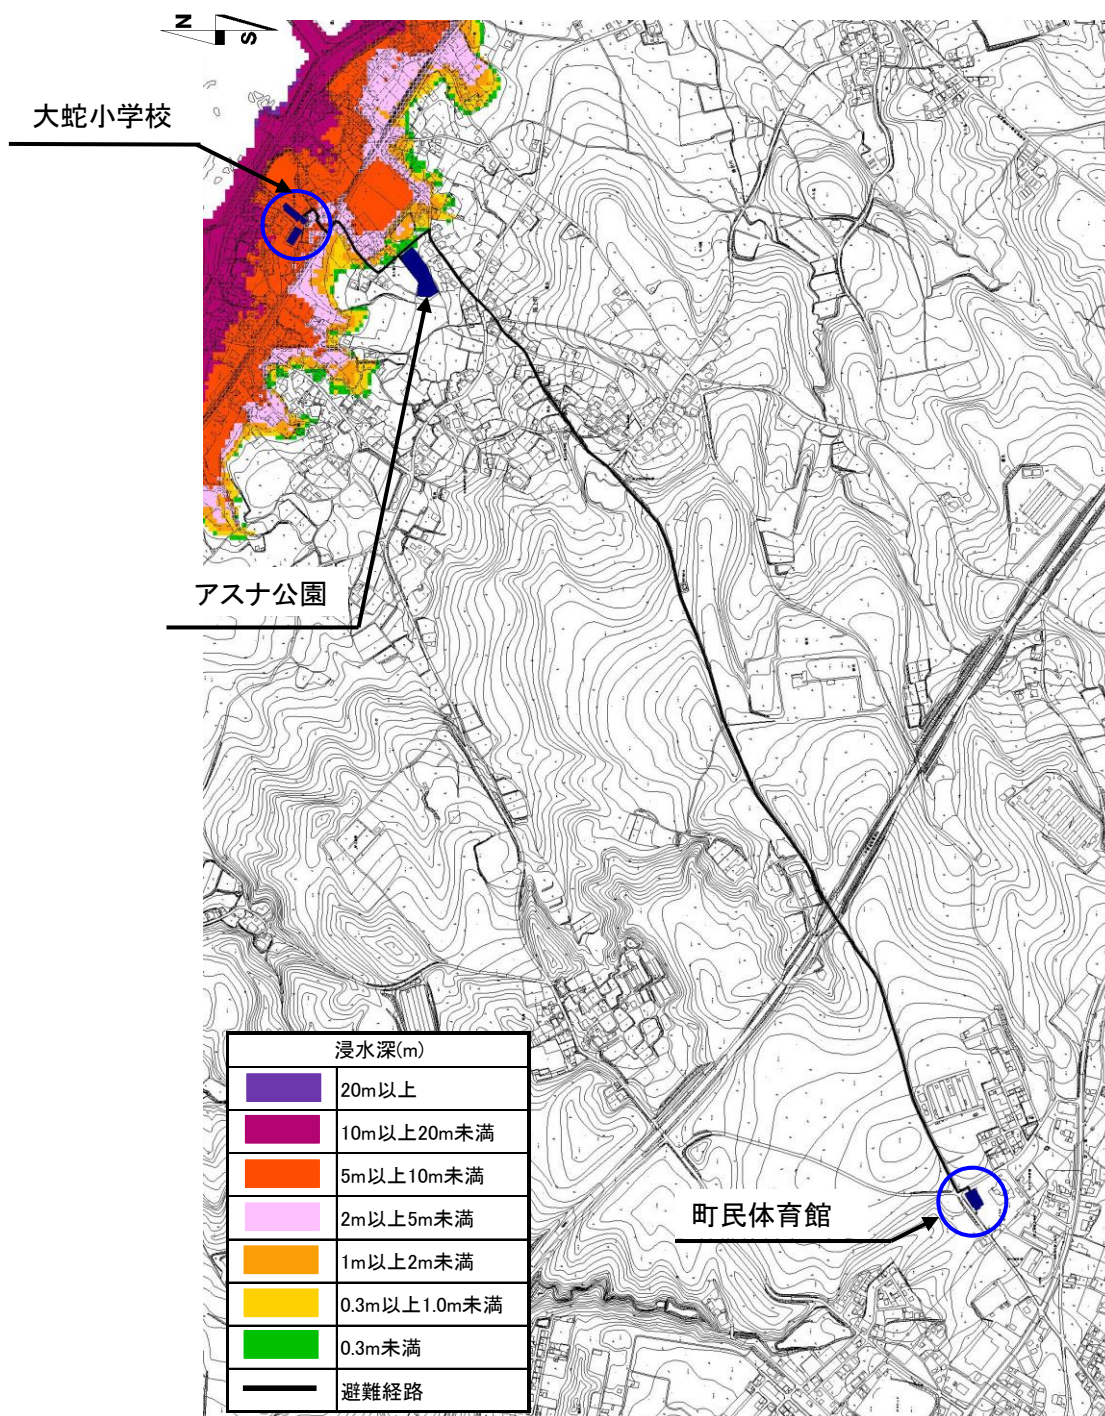 N
S
大蛇小学校
アスナ公園
町民体育館
浸水深(m)
20m以上
10m以上20m未満
5m以上10m未満
2m以上5m未満
1m以上2m未満
0.3m以上1.0m未満
0.3m未満
避難経路